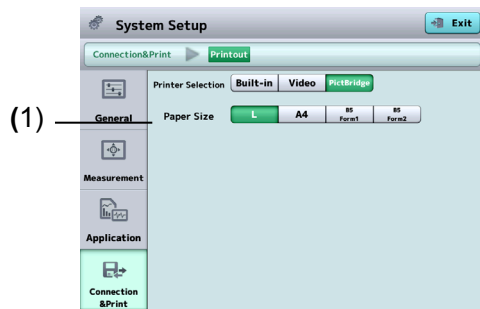 System Setup
Exit
Connection&Print
Printout
Printer Selection Built-in Video PictBridge
(1)
General
Paper Size L A4 B5 Form1 B5 Form2
Measurement
Application
Connection
&Print